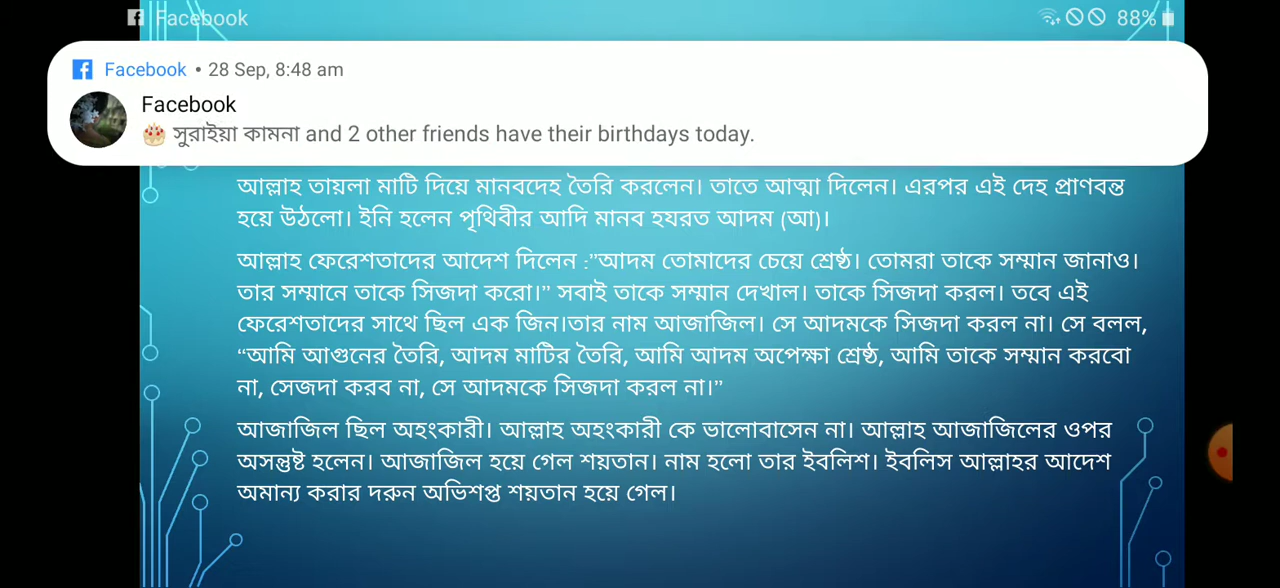 Facebook
88%
Facebook • 28 Sep, 8:48 am
Facebook
🎂 সুরাইয়া কামনা and 2 other friends have their birthdays today.
আল্লাহ তায়লা মাটি দিয়ে মানবদেহ তৈরি করলেন। তাতে আত্মা দিলেন। এরপর এই দেহ প্রাণবন্ত
হয়ে উঠলো। ইনি হলেন পৃথিবীর আদি মানব হযরত আদম (আ)।
আল্লাহ ফেরেশতাদের আদেশ দিলেন :”আদম তোমাদের চেয়ে শ্রেষ্ঠ। তোমরা তাকে সম্মান জানাও।
তার সম্মানে তাকে সিজদা করো।” সবাই তাকে সম্মান দেখাল। তাকে সিজদা করল। তবে এই
ফেরেশতাদের সাথে ছিল এক জিন।তার নাম আজাজিল। সে আদমকে সিজদা করল না। সে বলল,
“আমি আগুনের তৈরি, আদম মাটির তৈরি, আমি আদম অপেক্ষা শ্রেষ্ঠ, আমি তাকে সম্মান করবো
না, সেজদা করব না, সে আদমকে সিজদা করল না।”
আজাজিল ছিল অহংকারী। আল্লাহ অহংকারী কে ভালোবাসেন না। আল্লাহ আজাজিলের ওপর
অসন্তুষ্ট হলেন। আজাজিল হয়ে গেল শয়তান। নাম হলো তার ইবলিশ। ইবলিস আল্লাহর আদেশ
অমান্য করার দরুন অভিশপ্ত শয়তান হয়ে গেল।